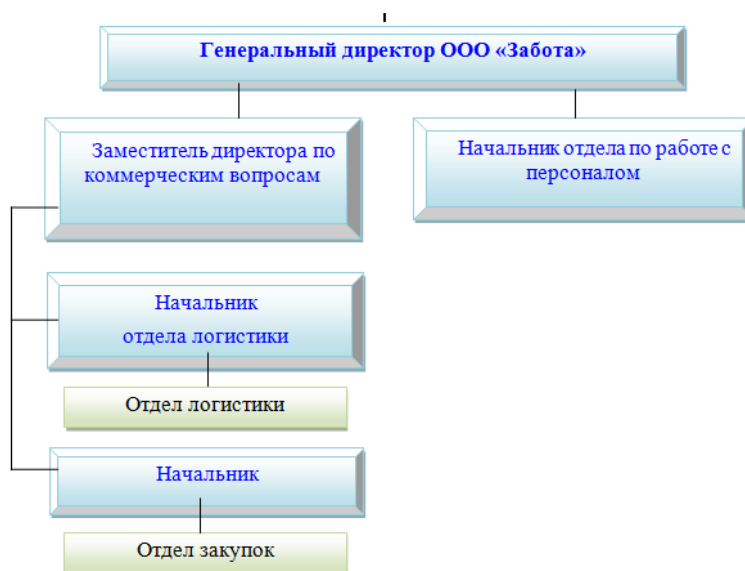 Генеральный директор ООО «Забота»
Заместитель директора по
коммерческим вопросам
Начальник отдела по работе с
персоналом
Начальник
отдела логистики
Отдел логистики
Начальник
Отдел закупок